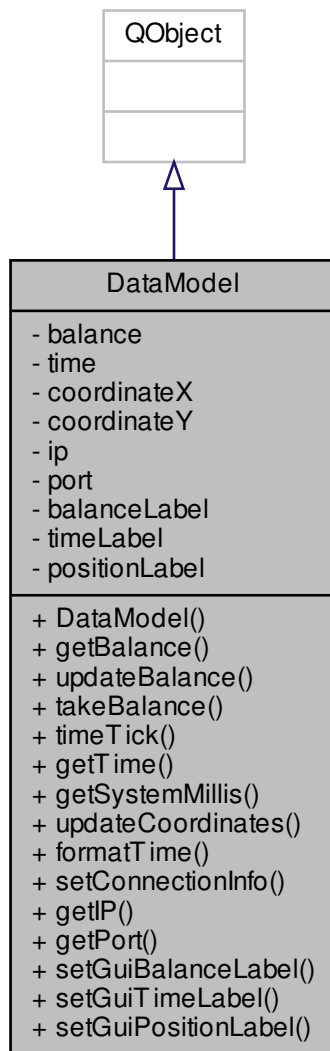 QObject
DataModel
- balance
- time
- coordinateX
- coordinateY
- ip
- port
- balanceLabel
- timeLabel
- positionLabel
+ DataModel()
+ getBalance()
+ updateBalance()
+ takeBalance()
+ timeTick()
+ getTime()
+ getSystemMillis()
+ updateCoordinates()
+ formatTime()
+ setConnectionInfo()
+ getIP()
+ getPort()
+ setGuiBalanceLabel()
+ setGuiTimeLabel()
+ setGuiPositionLabel()